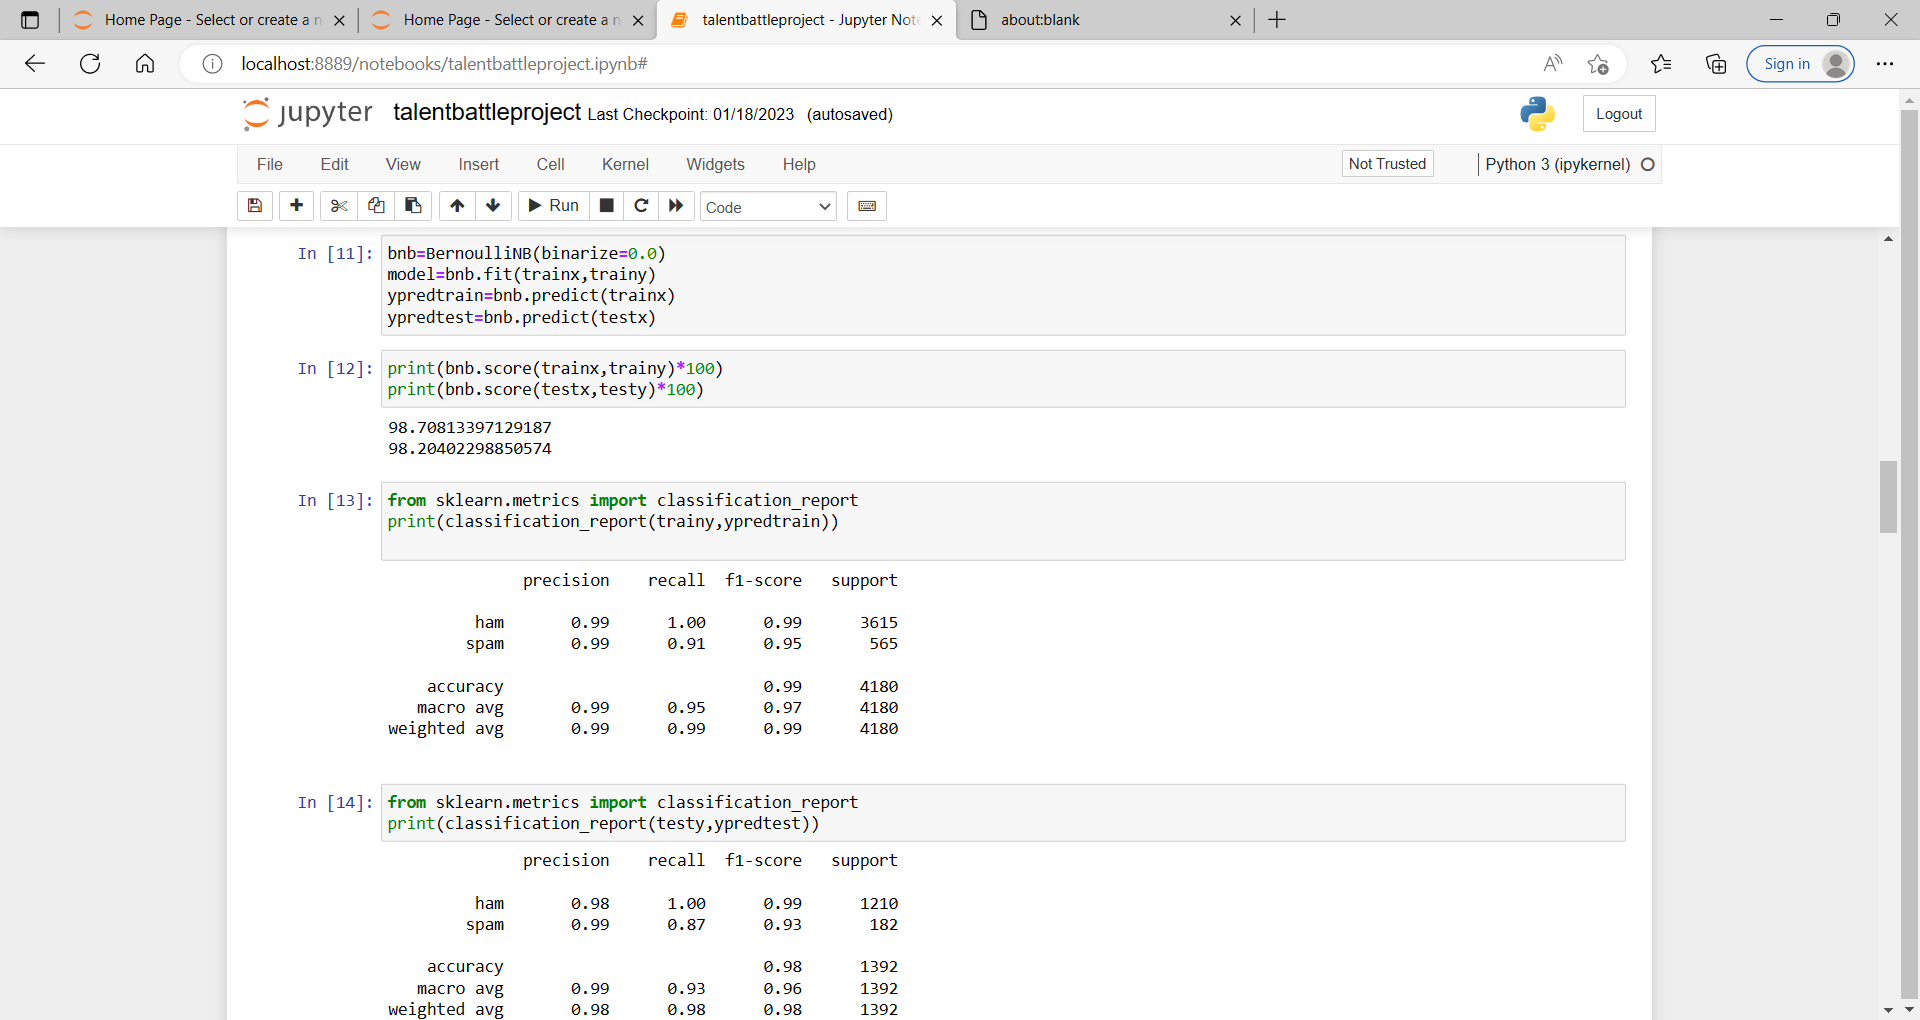 Home Page - Select or create a n
Home Page - Select or create a n
talentbattleproject - Jupyter Note
about:blank
localhost:8889/notebooks/talentbattleproject.ipynb#
Sign in
jupyter talentbattleproject Last Checkpoint: 01/18/2023 (autosaved)
Logout
File Edit View Insert Cell Kernel Widgets Help
Not Trusted
Python 3 (ipykernel)
Run
Code
In [11]: bnb=BernoulliNB(binarize=0.0)
model=bnb.fit(trainx,trainy)
ypredtrain=bnb.predict(trainx)
ypredtest=bnb.predict(testx)
In [12]: print(bnb.score(trainx,trainy)*100)
print(bnb.score(testx,testy)*100)
98.70813397129187
98.20402298850574
In [13]: from sklearn.metrics import classification_report
print(classification_report(trainy,ypredtrain))
precision recall f1-score support
ham 0.99 1.00 0.99 3615
spam 0.99 0.91 0.95 565
accuracy 0.99 4180
macro avg 0.99 0.95 0.97 4180
weighted avg 0.99 0.99 0.99 4180
In [14]: from sklearn.metrics import classification_report
print(classification_report(testy,ypredtest))
precision recall f1-score support
ham 0.98 1.00 0.99 1210
spam 0.99 0.87 0.93 182
accuracy 0.98 1392
macro avg 0.99 0.93 0.96 1392
weighted avg 0.98 0.98 0.98 1392